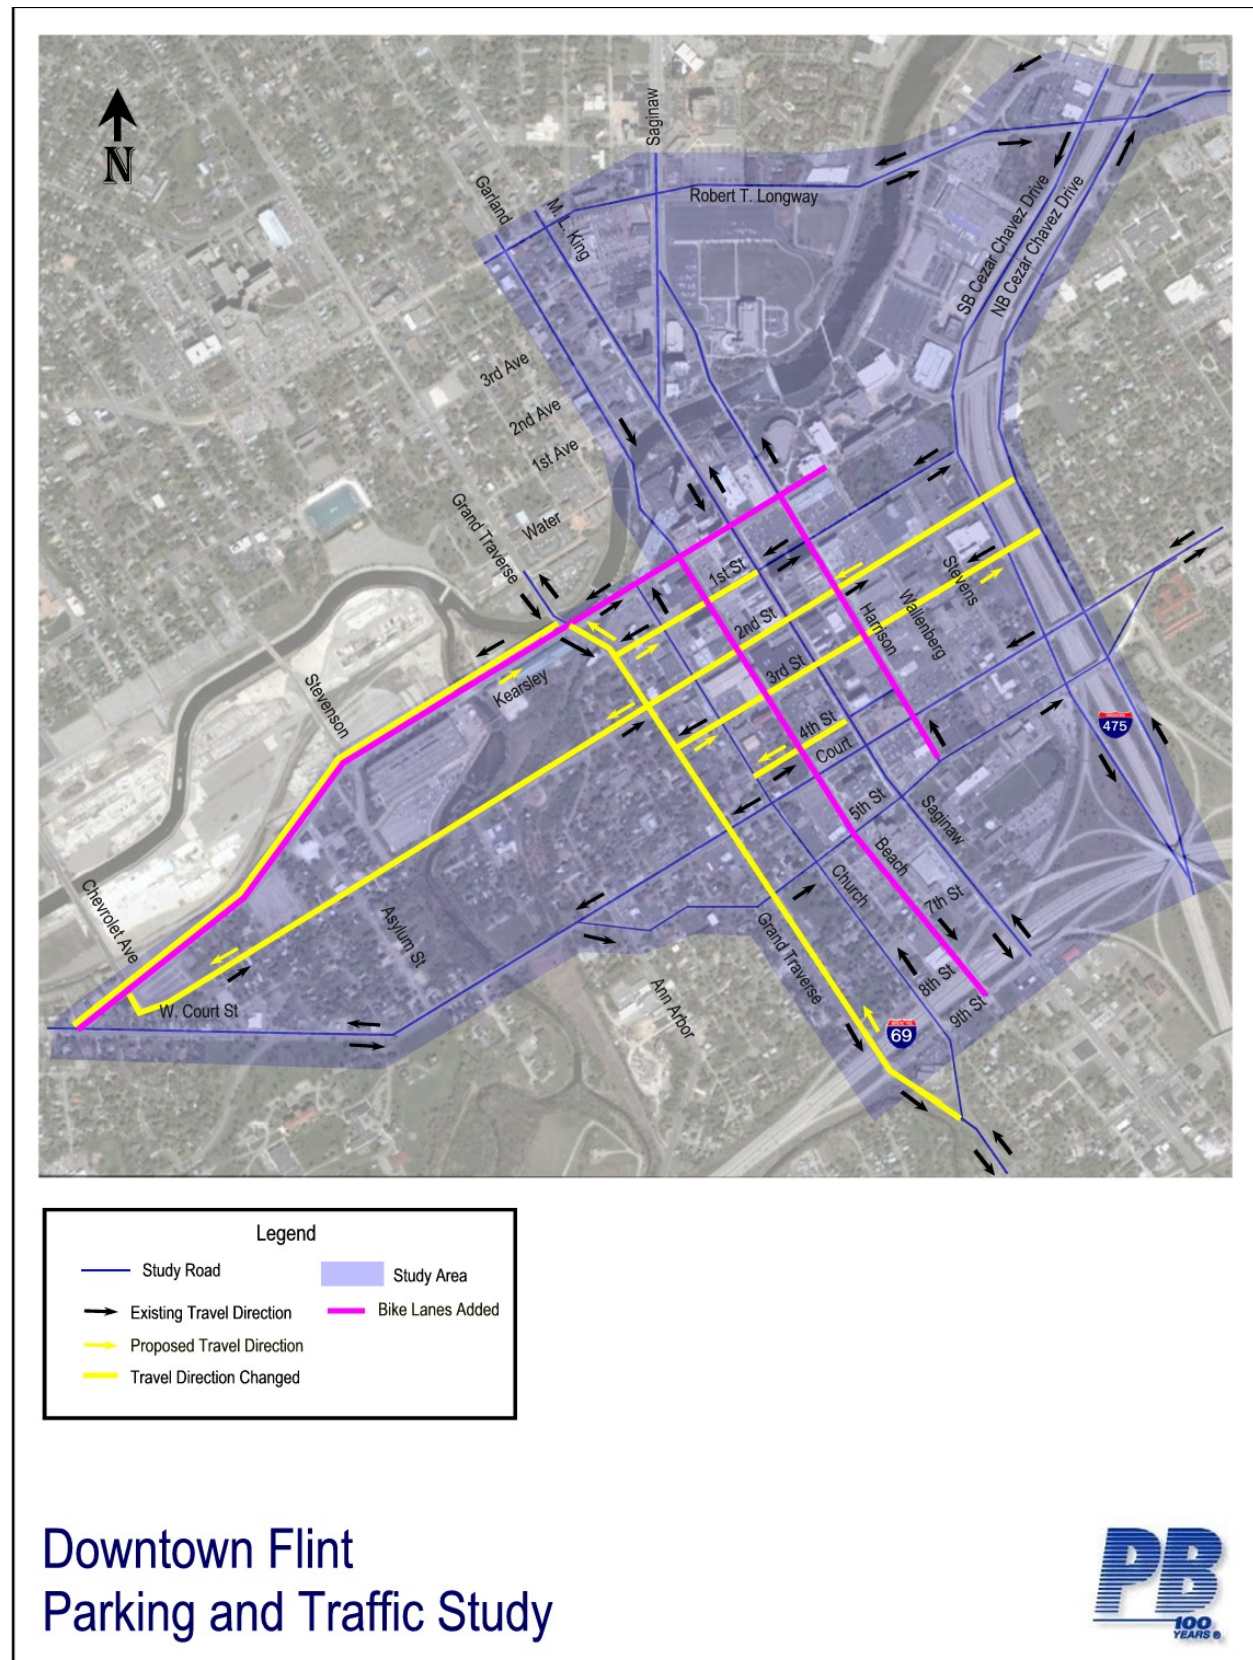 N
Saginaw
Garland
M. L. King
Robert T. Longway
SB Cezar Chavez Drive
NB Cezar Chavez Drive
3rd Ave
2nd Ave
1st Ave
Grand Traverse
Water
1st St
2nd St
3rd St
4th St
Court
5th St
Harrison
Wallenberg
Stevens
Kearsley
Stevenson
475
Saginaw
Beach
Church
7th St
8th St
9th St
Chevrolet Ave
Asylum St
Grand Traverse
Ann Arbor
W. Court St
69
Legend
Study Road
Study Area
Existing Travel Direction
Bike Lanes Added
Proposed Travel Direction
Travel Direction Changed
Downtown Flint
Parking and Traffic Study
PB
100
YEARS ®